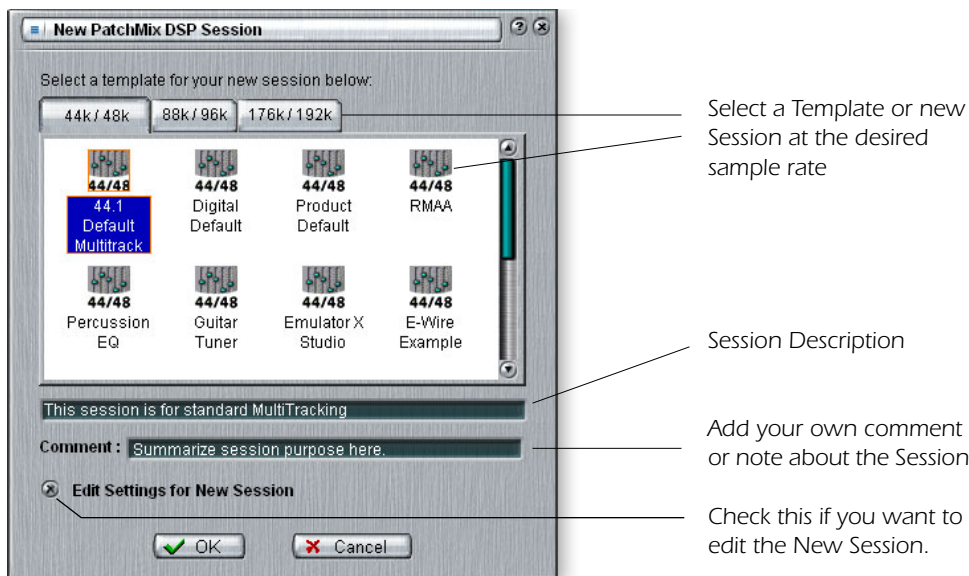 New PatchMix DSP Session
Select a template for your new session below:
44k / 48k
88k / 96k
176k / 192k
44/48
44.1
Default
Multitrack
44/48
Digital
Default
44/48
Product
Default
44/48
RMAA
44/48
Percussion
EQ
44/48
Guitar
Tuner
44/48
Emulator X
Studio
44/48
E-Wire
Example
This session is for standard MultiTracking
Comment : Summarize session purpose here.
Edit Settings for New Session
OK
Cancel
Select a Template or new
Session at the desired
sample rate
Session Description
Add your own comment
or note about the Session
Check this if you want to
edit the New Session.